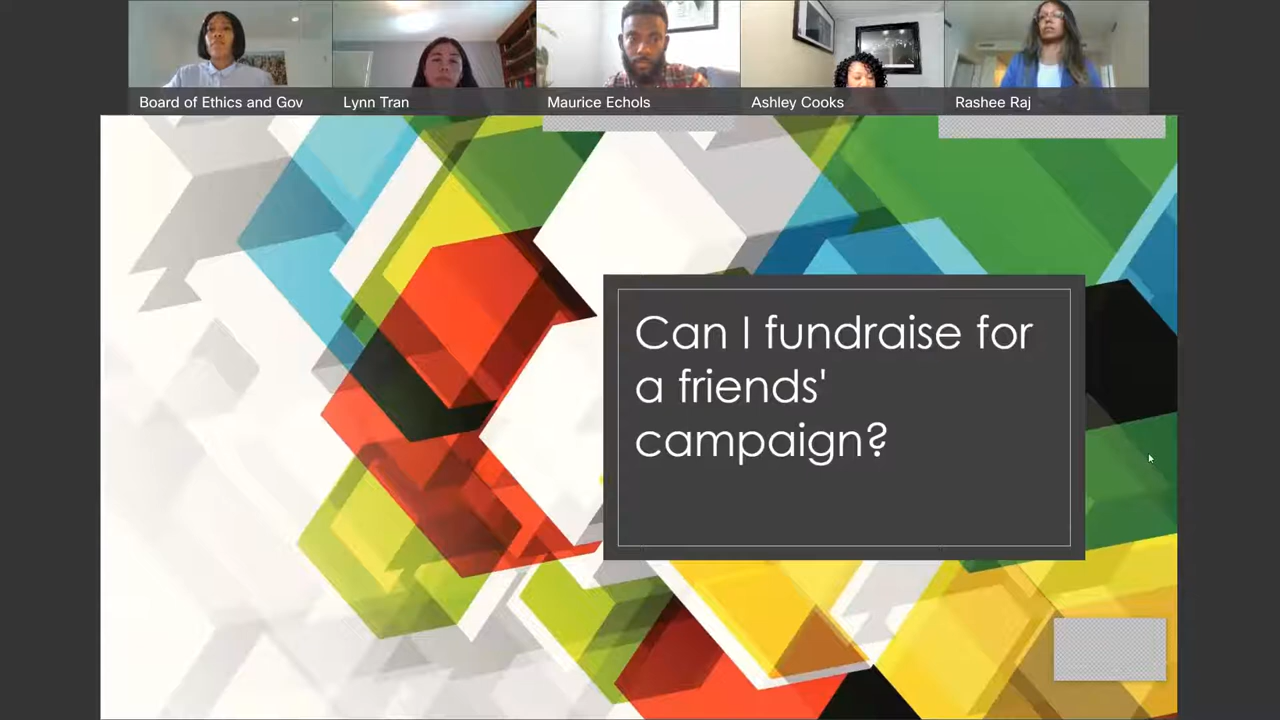 Board of Ethics and Gov
Lynn Tran
Maurice Echols
Ashley Cooks
Rashee Raj
Can I fundraise for
a friends'
campaign?